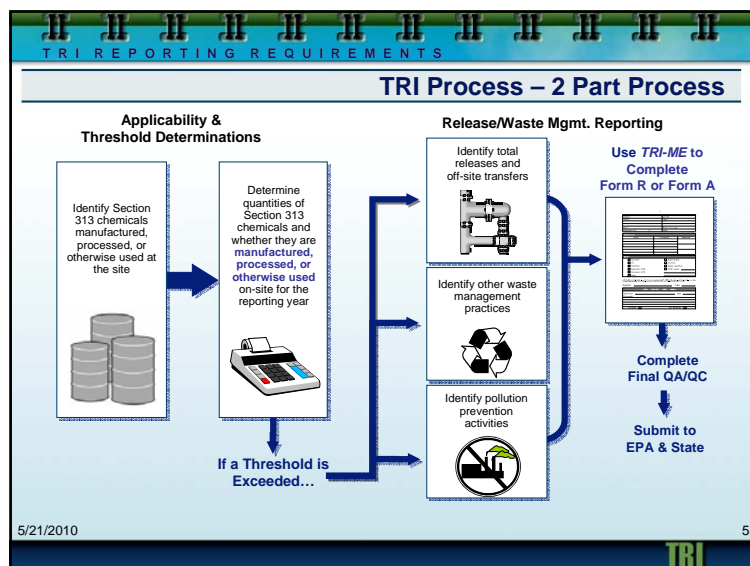 TRI REPORTING REQUIREMENTS
TRI Process – 2 Part Process
Applicability &
Threshold Determinations
Identify Section
313 chemicals
manufactured,
processed, or
otherwise used at
the site
Determine
quantities of
Section 313
chemicals and
whether they are
manufactured,
processed, or
otherwise used
on-site for the
reporting year
If a Threshold is
Exceeded…
Release/Waste Mgmt. Reporting
Identify total
releases and
off-site transfers
Identify other waste
management
practices
Identify pollution
prevention
activities
Use TRI-ME to
Complete
Form R or Form A
Complete
Final QA/QC
Submit to
EPA & State
5/21/2010
5
TRI